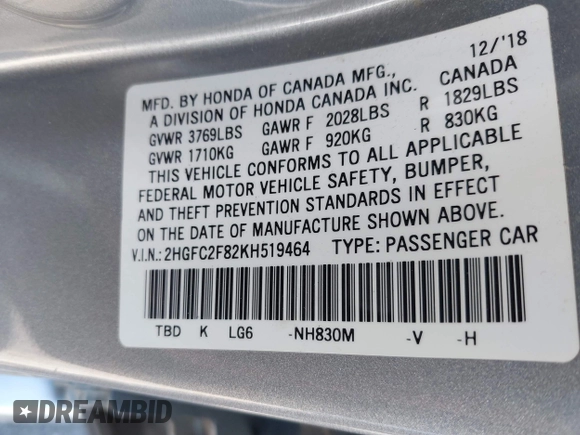 12/'18
MFD. BY HONDA OF CANADA MFG., CANADA
A DIVISION OF HONDA CANADA INC.
GVWR 3769LBS GAWR F 2028LBS R 1829LBS
GVWR 1710KG GAWR F 920KG R 830KG
THIS VEHICLE CONFORMS TO ALL APPLICABLE
FEDERAL MOTOR VEHICLE SAFETY, BUMPER,
AND THEFT PREVENTION STANDARDS IN EFFECT
ON THE DATE OF MANUFACTURE SHOWN ABOVE.
V.I.N.:2HGFC2F82KH519464 TYPE: PASSENGER CAR
TBD K LG6 -NH830M -V -H
DREAMBID